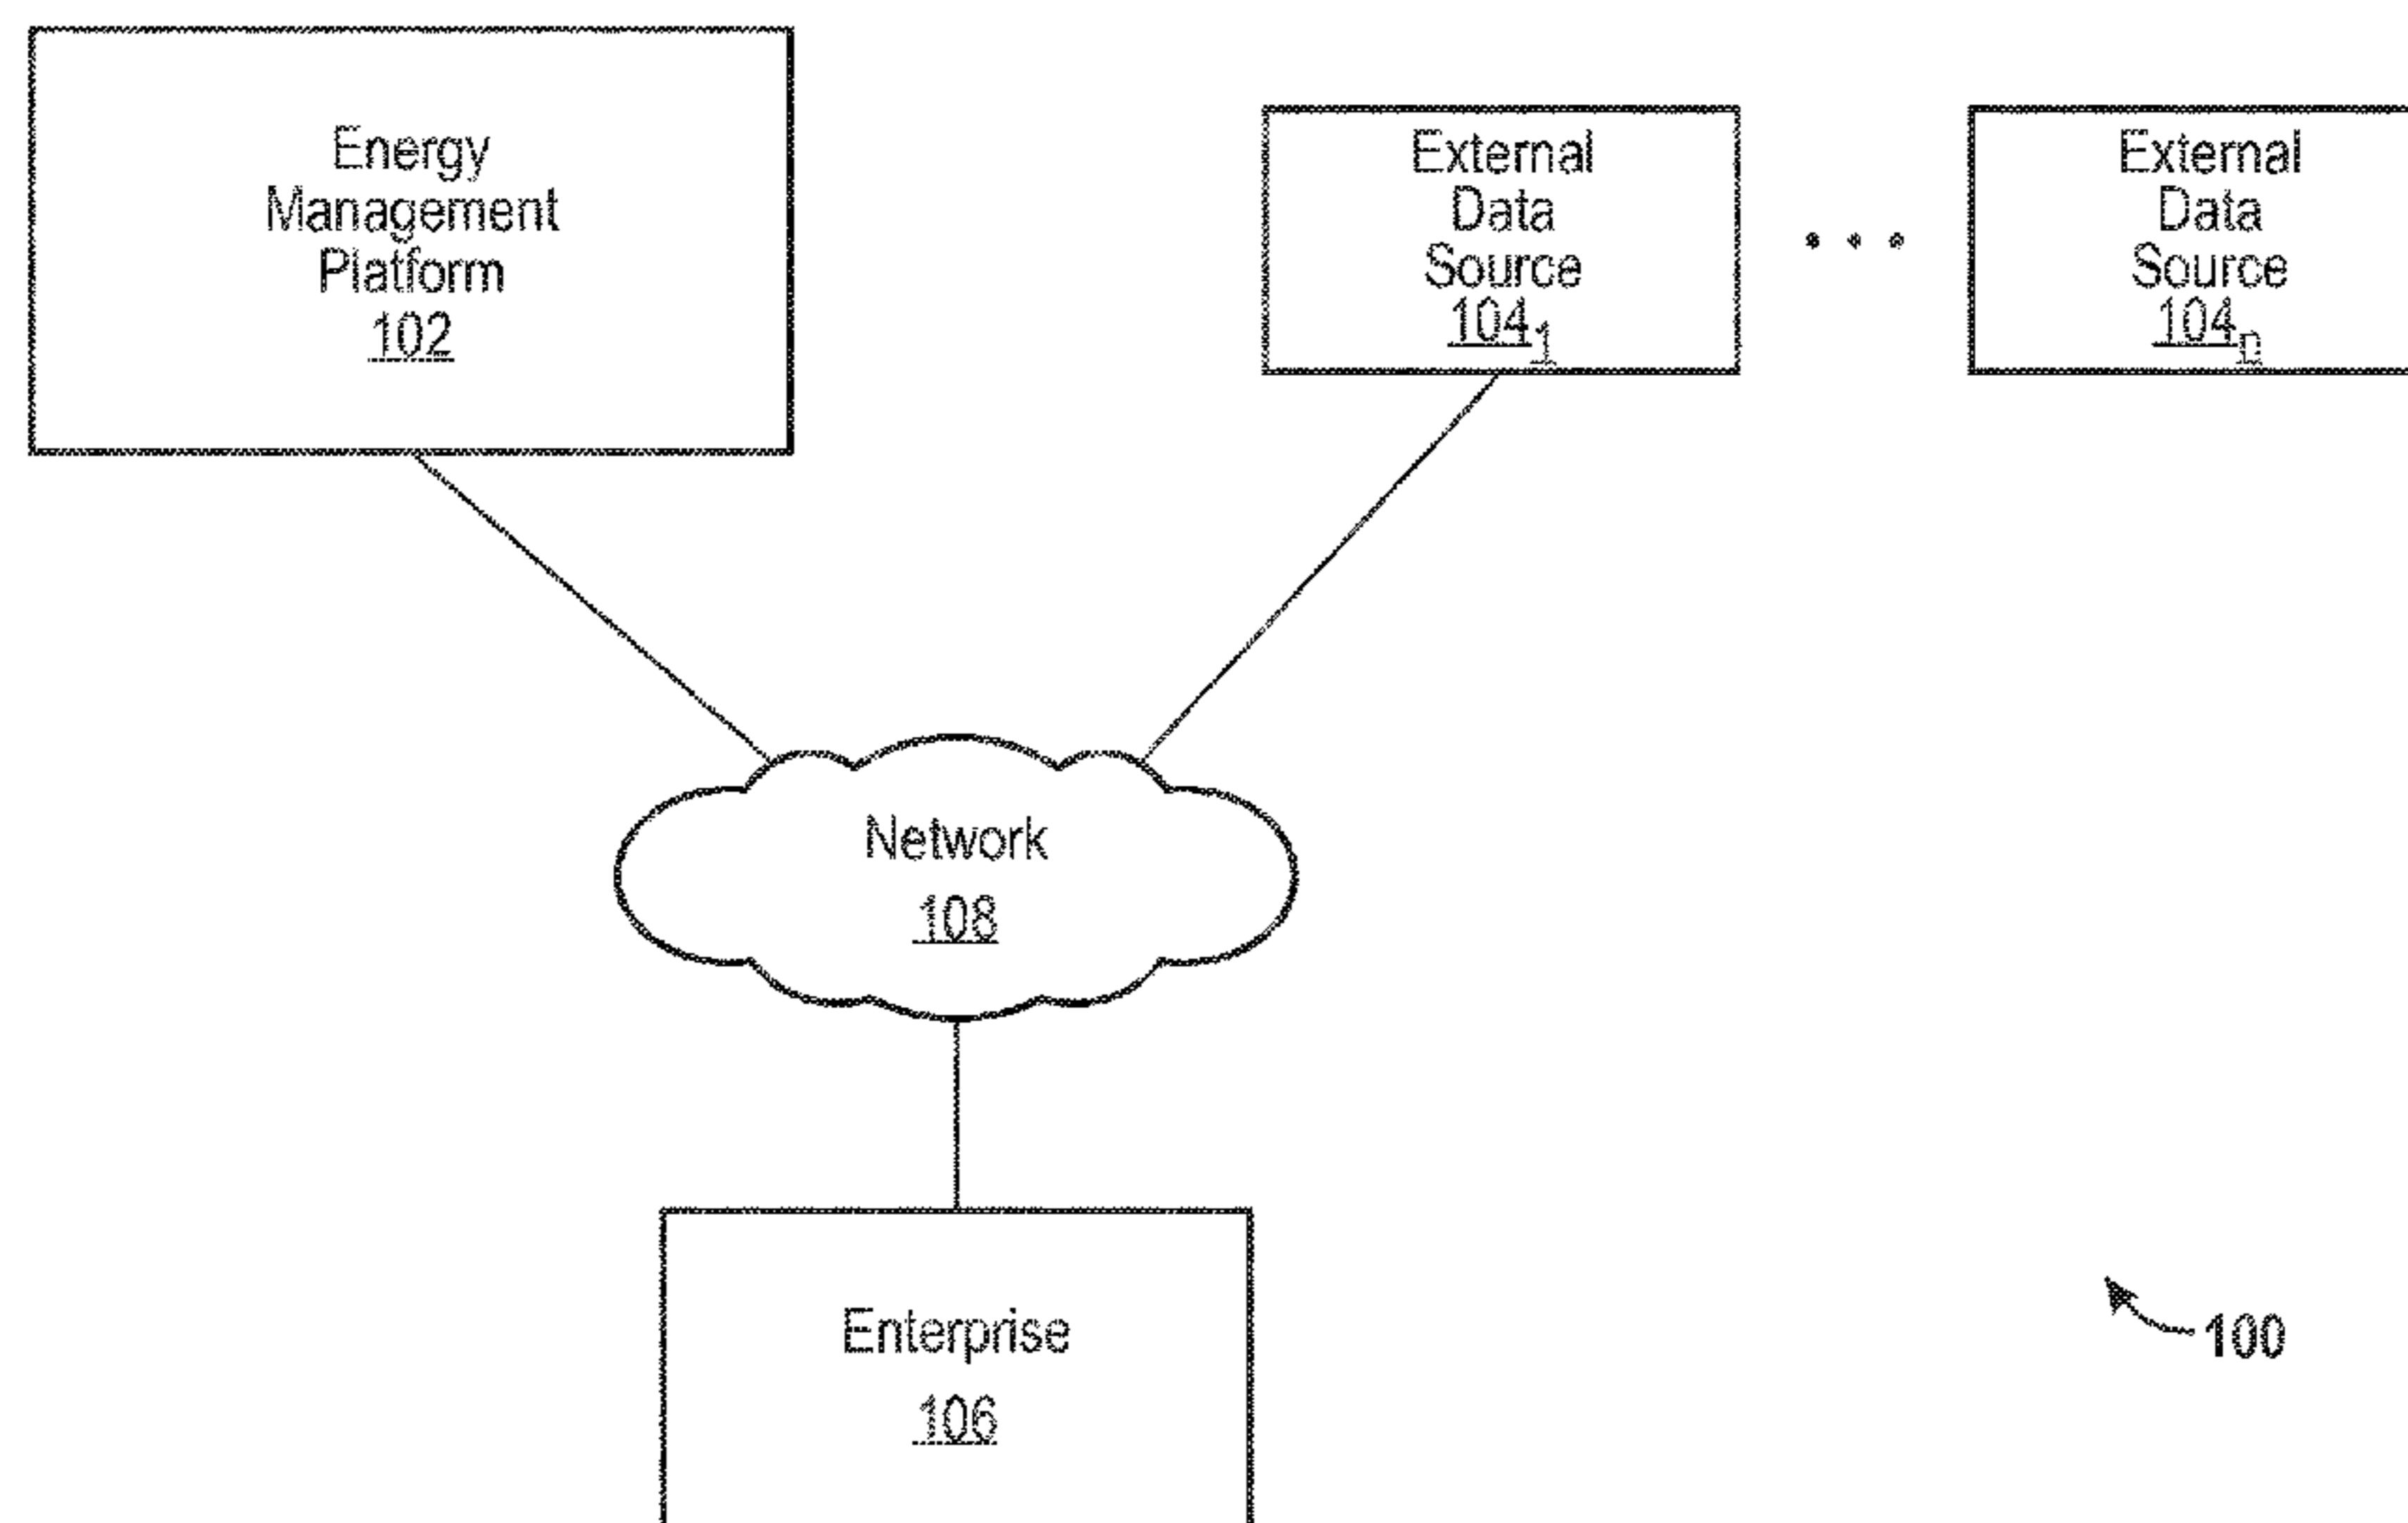 Energy
Management
Platform
102
External
Data
Source
104₁
External
Data
Source
104ₙ
Network
108
Enterprise
106
100